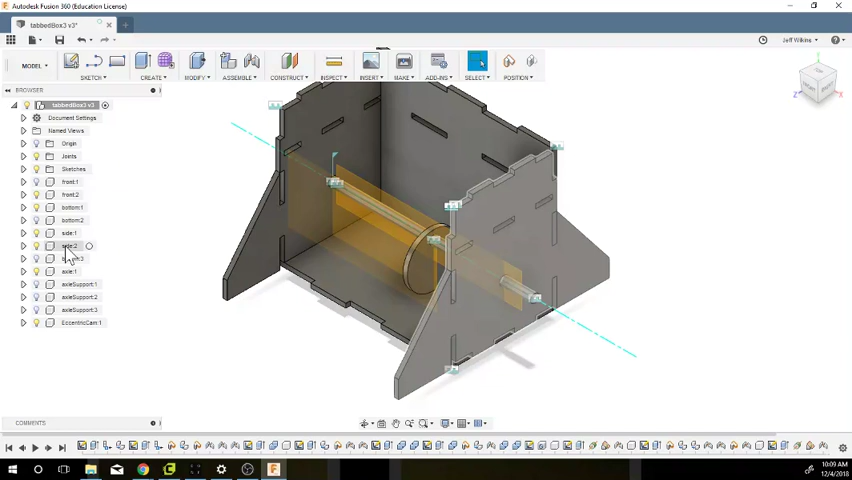 Autodesk Fusion 360 (Education License)
tabbedBox3 v3*
Jeff Wilkins
MODEL
SKETCH
CREATE
MODIFY
ASSEMBLE
CONSTRUCT
INSPECT
INSERT
MAKE
ADD-INS
SELECT
POSITION
BROWSER
tabbedBox3 v3
Document Settings
Named Views
Origin
Joints
Sketches
front:1
front:2
bottom:1
bottom:2
side:1
side:2
axle:1
axleSupport:1
axleSupport:2
axleSupport:3
EccentricCam:1
TOP
FRONT
RIGHT
Z
X
COMMENTS
10:09 AM
12/4/2018